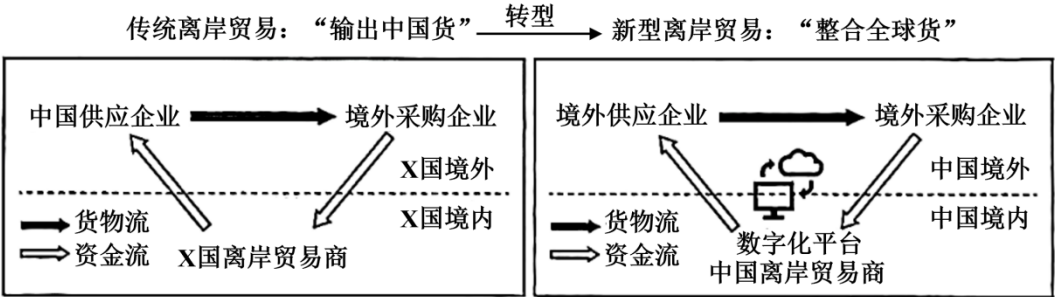 传统离岸贸易：“输出中国货” 转型 新型离岸贸易：“整合全球货”
中国供应企业 境外采购企业
X国境外
X国境内
货物流
资金流 X国离岸贸易商
境外供应企业 境外采购企业
中国境外
中国境内
货物流
资金流 数字化平台
中国离岸贸易商